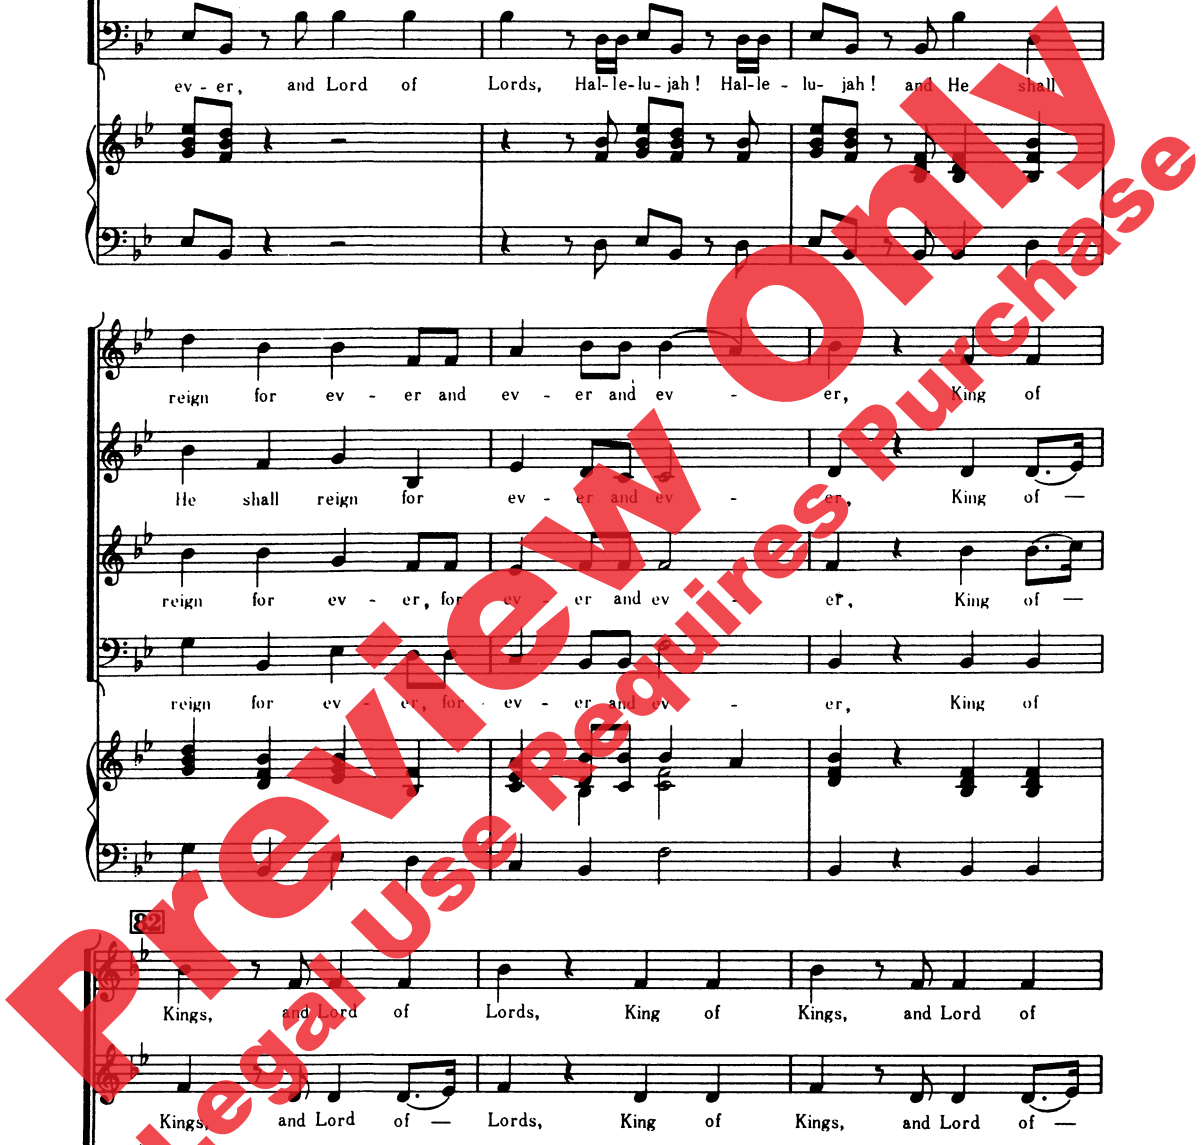 ev - er, and Lord of Lords, Hal-le-lu-jah! Hal-le - lu- jah! and He shall
reign for ev - er and ev - er and ev - er, King of
He shall reign for ev - er and ev - er, King of —
reign for ev - er, for ev - er and ev - er, King of —
reign for ev - er, for ev - er and ev - er, King of
82
Kings, and Lord of Lords, King of Kings, and Lord of
Kings, and Lord of — Lords, King of Kings, and Lord of —
Preview Only
Legal Use Requires Purchase